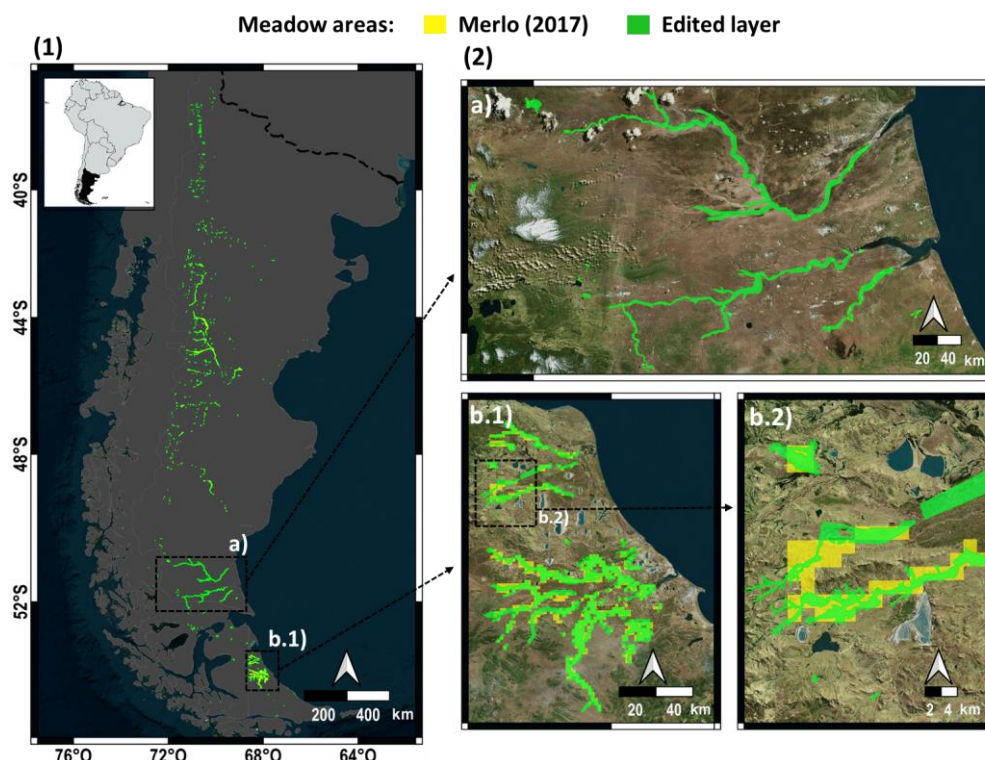 Meadow areas: Merlo (2017) Edited layer
(1)
(2)
40°S
44°S
48°S
52°S
a)
b.1)
200 400 km
76°O 72°O 68°O 64°O
a)
20 40
km
b.1)
b.2)
20 40
km
b.2)
2 4
km